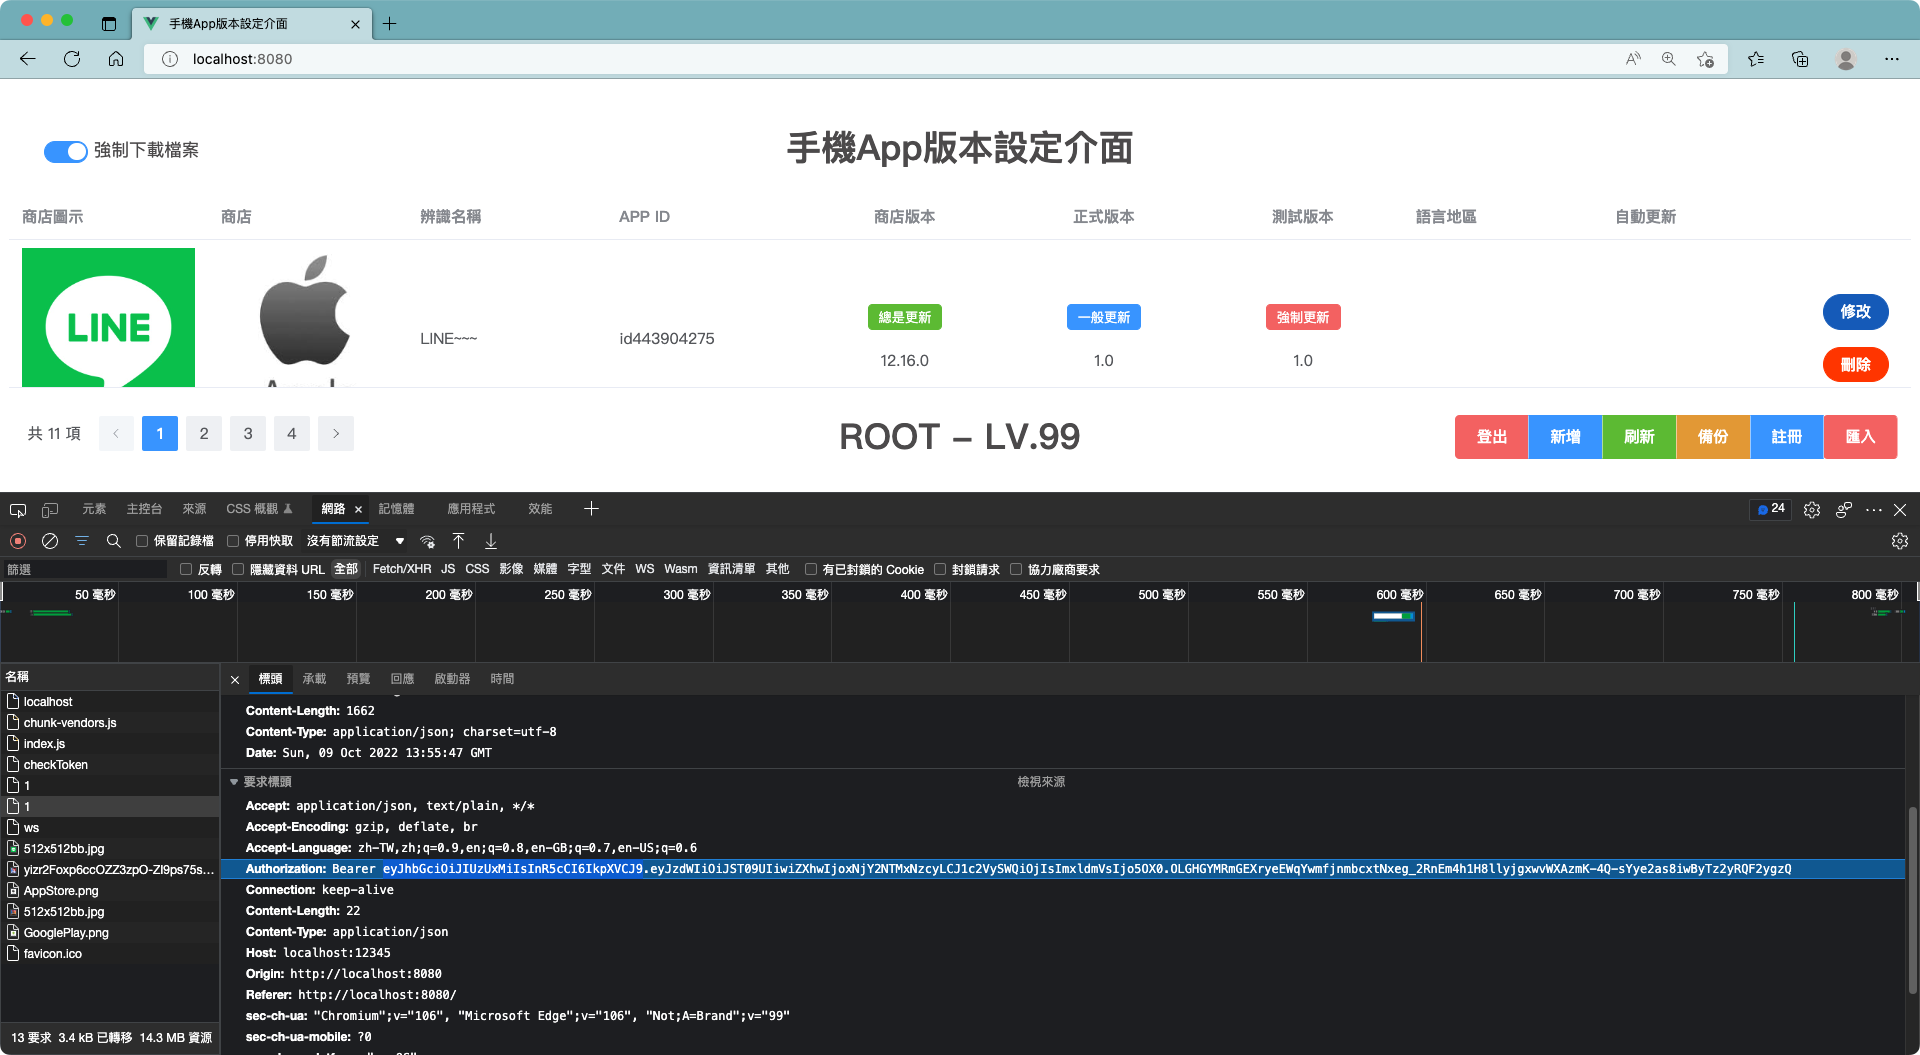 手機App版本設定介面
localhost:8080
強制下載檔案
手機App版本設定介面
商店圖示 商店 辨識名稱 APP ID 商店版本 正式版本 測試版本 語言地區 自動更新
LINE
LINE~~~
id443904275
總是更新
12.16.0
一般更新
1.0
強制更新
1.0
修改
刪除
共 11 項 1 2 3 4
ROOT – LV.99
登出 新增 刷新 備份 註冊 匯入
元素 主控台 來源 CSS 概觀 網路 記憶體 應用程式 效能 24
保留記錄檔 停用快取 沒有節流設定
篩選 反轉 隱藏資料 URL 全部 Fetch/XHR JS CSS 影像 媒體 字型 文件 WS Wasm 資訊清單 其他 有已封鎖的 Cookie 封鎖請求 協力廠商要求
50 毫秒 100 毫秒 150 毫秒 200 毫秒 250 毫秒 300 毫秒 350 毫秒 400 毫秒 450 毫秒 500 毫秒 550 毫秒 600 毫秒 650 毫秒 700 毫秒 750 毫秒 800 毫秒
名稱
localhost
chunk-vendors.js
index.js
checkToken
1
1
ws
512x512bb.jpg
yizr2Foxp6ccOZZ3zpO-ZI9ps75s...
AppStore.png
512x512bb.jpg
GooglePlay.png
favicon.ico
13 要求 3.4 kB 已轉移 14.3 MB 資源
標頭 承載 預覽 回應 啟動器 時間
Content-Length: 1662
Content-Type: application/json; charset=utf-8
Date: Sun, 09 Oct 2022 13:55:47 GMT
要求標頭 檢視來源
Accept: application/json, text/plain, */*
Accept-Encoding: gzip, deflate, br
Accept-Language: zh-TW,zh;q=0.9,en;q=0.8,en-GB;q=0.7,en-US;q=0.6
Authorization: Bearer eyJhbGciOiJIUzUxMiIsInR5cCI6IkpXVCJ9.eyJzdWIiOiJST09UIiwiZXhwIjoxNjY2NTMxNzcyLCJ1c2VySWQiOjIsImxldmVsIjo5OX0.OLGHGYMRmGEXryeEWqYwmfjnmbcxtNxeg_2RnEm4h1H8llyjgxwvWXAzmK-4Q-sYye2as8iwByTz2yRQF2ygzQ
Connection: keep-alive
Content-Length: 22
Content-Type: application/json
Host: localhost:12345
Origin: http://localhost:8080
Referer: http://localhost:8080/
sec-ch-ua: "Chromium";v="106", "Microsoft Edge";v="106", "Not;A=Brand";v="99"
sec-ch-ua-mobile: ?0